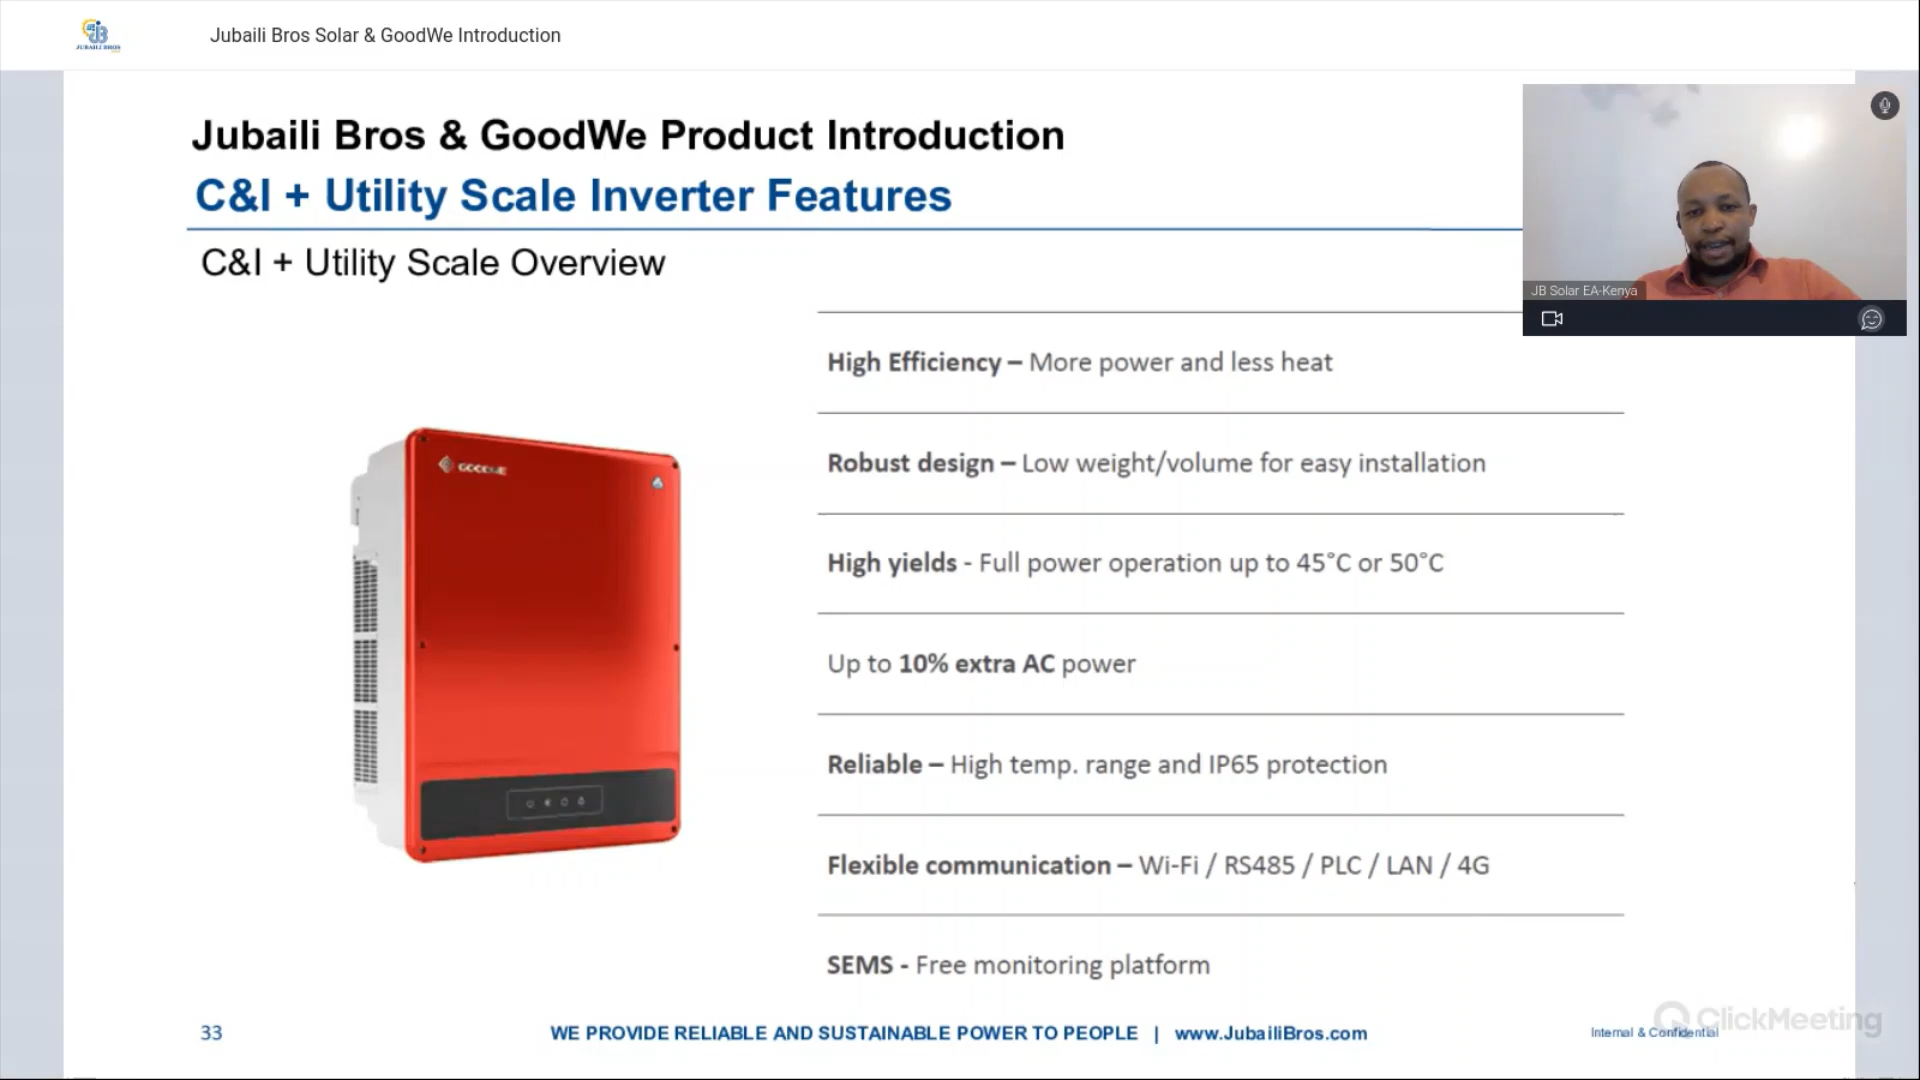 JUBAILI BROS
Jubaili Bros Solar & GoodWe Introduction
Jubaili Bros & GoodWe Product Introduction
C&I + Utility Scale Inverter Features
C&I + Utility Scale Overview
JB Solar EA-Kenya
High Efficiency – More power and less heat
Robust design – Low weight/volume for easy installation
High yields - Full power operation up to 45°C or 50°C
Up to 10% extra AC power
Reliable – High temp. range and IP65 protection
Flexible communication – Wi-Fi / RS485 / PLC / LAN / 4G
SEMS - Free monitoring platform
GOODWE
33
WE PROVIDE RELIABLE AND SUSTAINABLE POWER TO PEOPLE | www.JubailiBros.com
Internal & Confidential
ClickMeeting